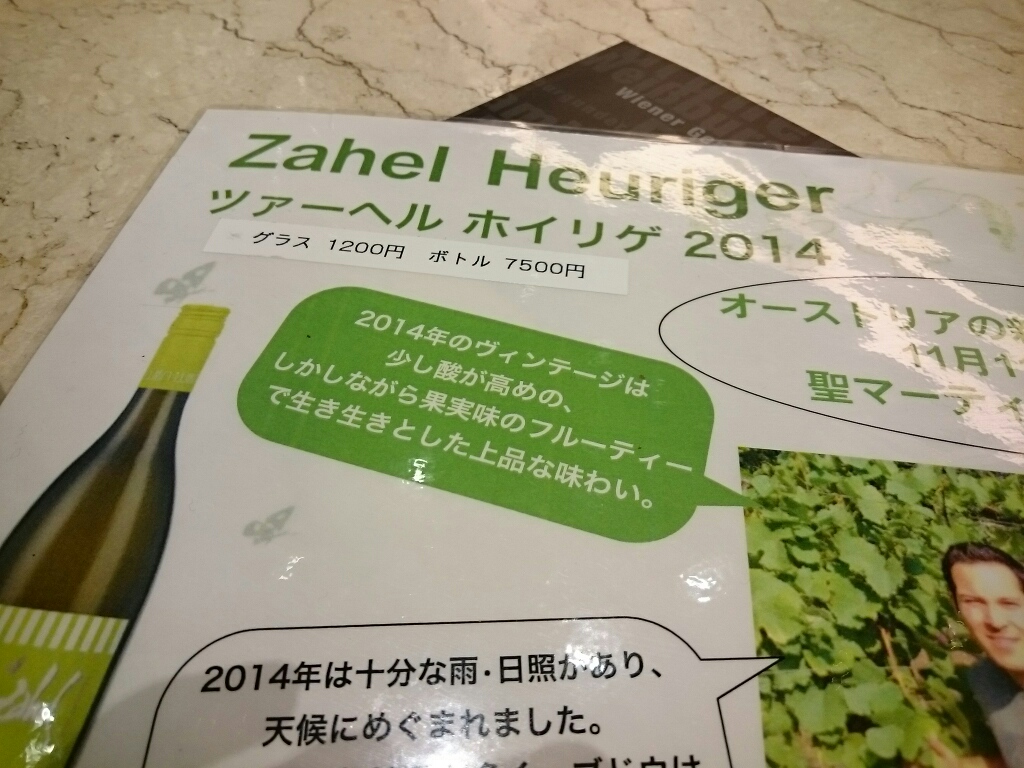 Wiener
Zahel Heuriger
ツァーヘル ホイリゲ 2014
グラス 1200円 ボトル 7500円
オーストリアの
11月1
聖マーティ
2014年のヴィンテージは
少し酸が高めの、
しかしながら果実味のフルーティー
で生き生きとした上品な味わい。
2014年は十分な雨・日照があり、
天候にめぐまれました。